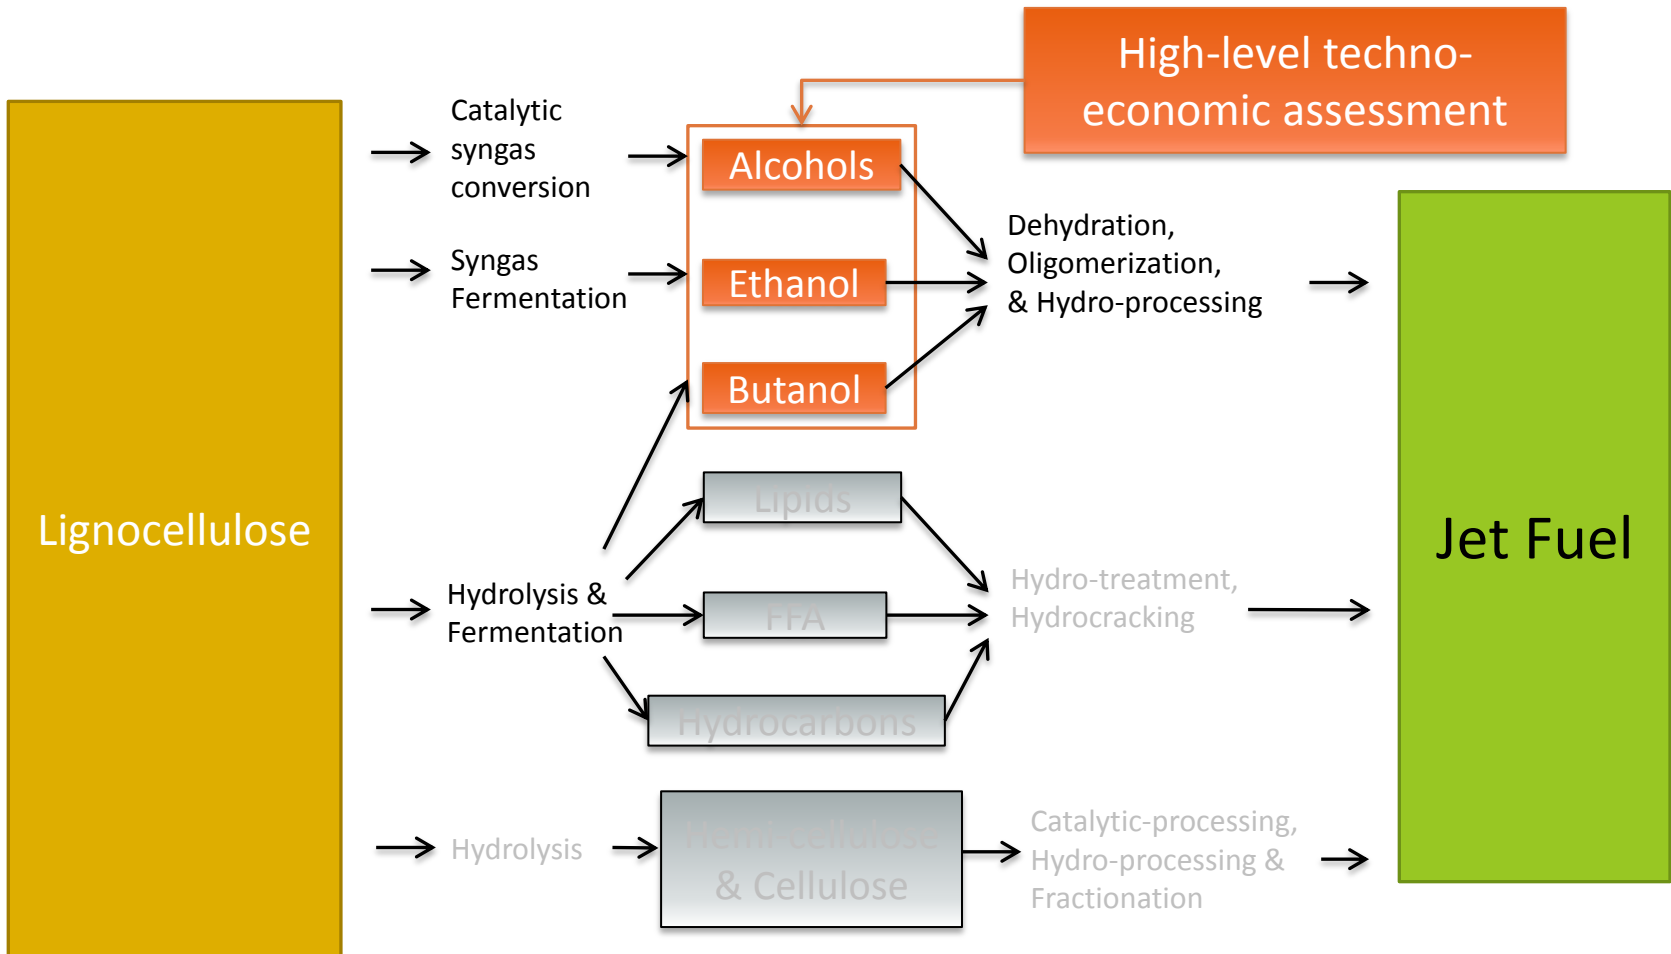 High-level techno-
economic assessment
Lignocellulose
Catalytic
syngas
conversion
Alcohols
Syngas
Fermentation
Ethanol
Butanol
Dehydration,
Oligomerization,
& Hydro-processing
Hydrolysis &
Fermentation
Lipids
FFA
Hydrocarbons
Hydro-treatment,
Hydrocracking
Hydrolysis
Hemi-cellulose
& Cellulose
Catalytic-processing,
Hydro-processing &
Fractionation
Jet Fuel